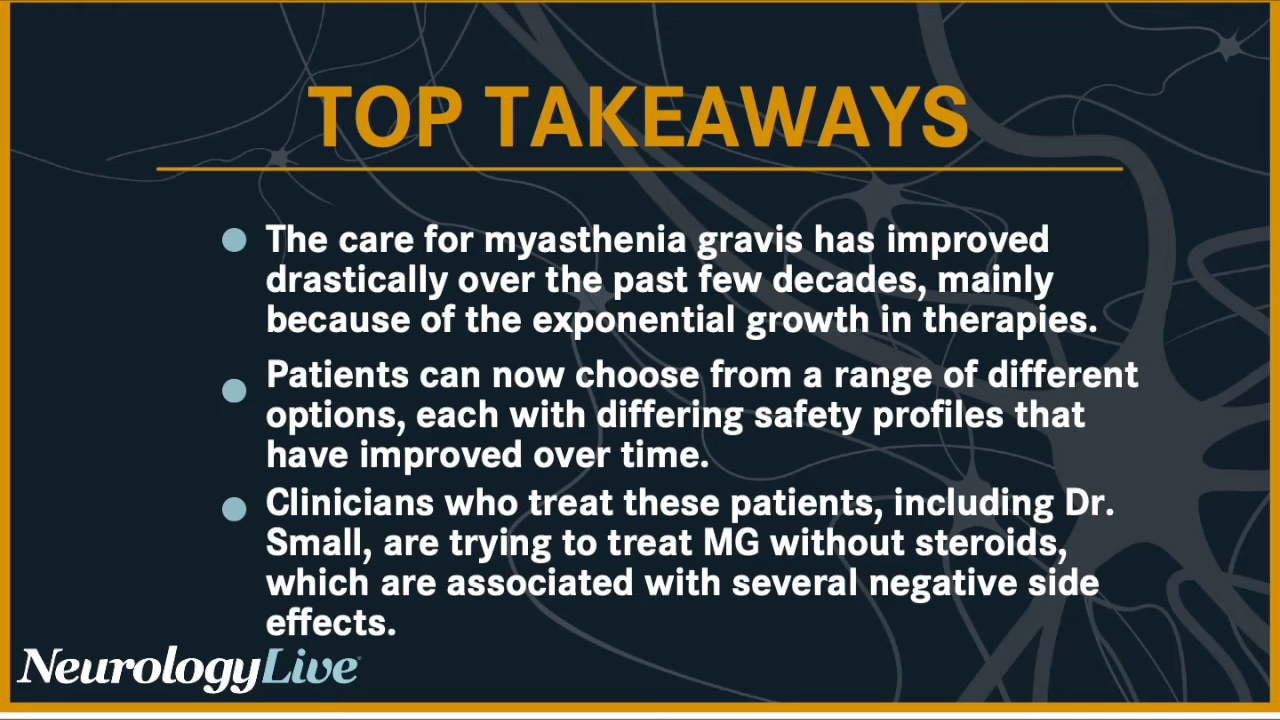 TOP TAKEAWAYS
The care for myasthenia gravis has improved
drastically over the past few decades, mainly
because of the exponential growth in therapies.
Patients can now choose from a range of different
options, each with differing safety profiles that
have improved over time.
Clinicians who treat these patients, including Dr.
Small, are trying to treat MG without steroids,
which are associated with several negative side
effects.
NeurologyLive